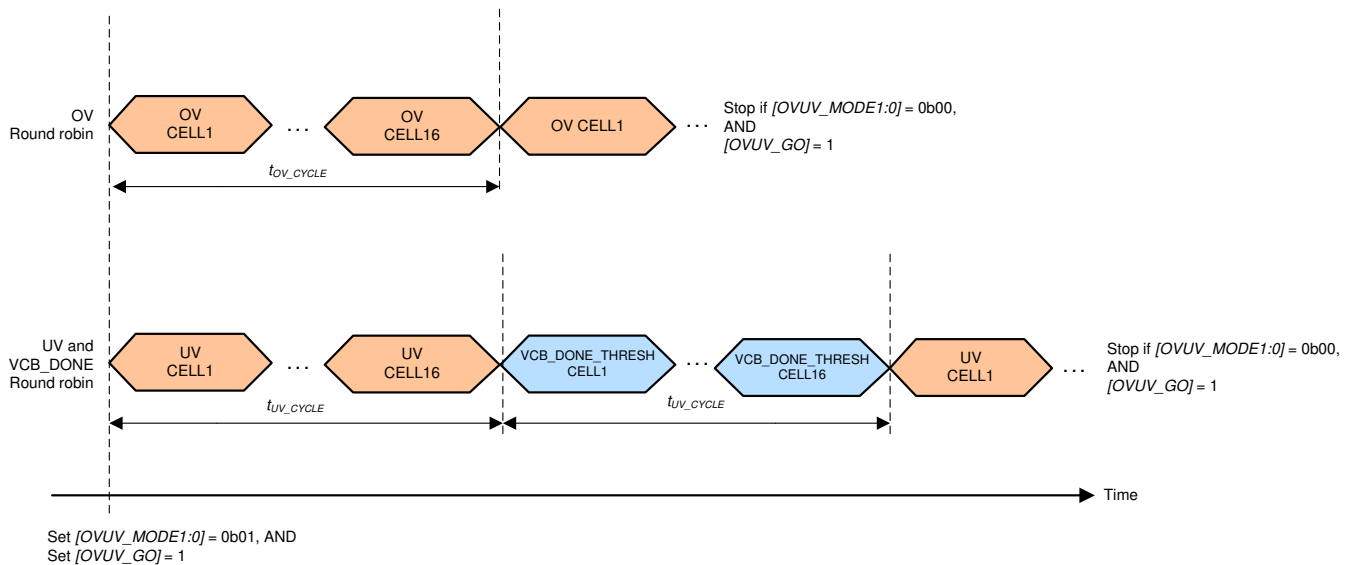 OV
Round robin
OV
CELL1
...
OV
CELL16
OV CELL1
...
Stop if [OVUV_MODE1:0] = 0b00,
AND
[OVUV_GO] = 1
tOV_CYCLE
UV and
VCB_DONE
Round robin
UV
CELL1
...
UV
CELL16
VCB_DONE_THRESH
CELL1
...
VCB_DONE_THRESH
CELL16
UV
CELL1
...
Stop if [OVUV_MODE1:0] = 0b00,
AND
[OVUV_GO] = 1
tUV_CYCLE
tUV_CYCLE
Time
Set [OVUV_MODE1:0] = 0b01, AND
Set [OVUV_GO] = 1